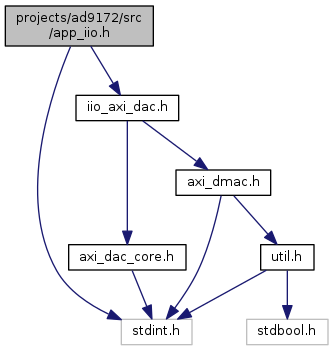 projects/ad9172/src
/app_iio.h
iio_axi_dac.h
axi_dmac.h
axi_dac_core.h
util.h
stdint.h
stdbool.h